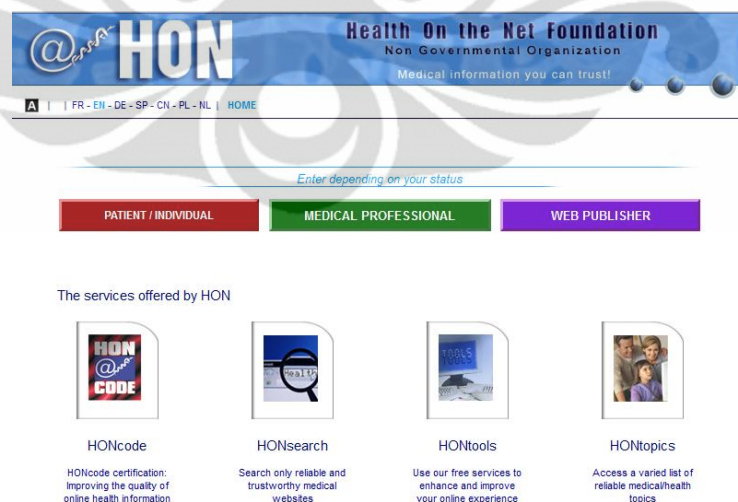 HON
Health On the Net Foundation
Non Governmental Organization
Medical information you can trust!
A | | FR - EN - DE - SP - CN - PL - NL | HOME
Enter depending on your status
PATIENT / INDIVIDUAL
MEDICAL PROFESSIONAL
WEB PUBLISHER
The services offered by HON
HON
CODE
Health
TOOLS
HONcode
HONsearch
HONtools
HONtopics
HONcode certification:
Improving the quality of
online health information
Search only reliable and
trustworthy medical
websites
Use our free services to
enhance and improve
your online experience
Access a varied list of
reliable medical/health
topics